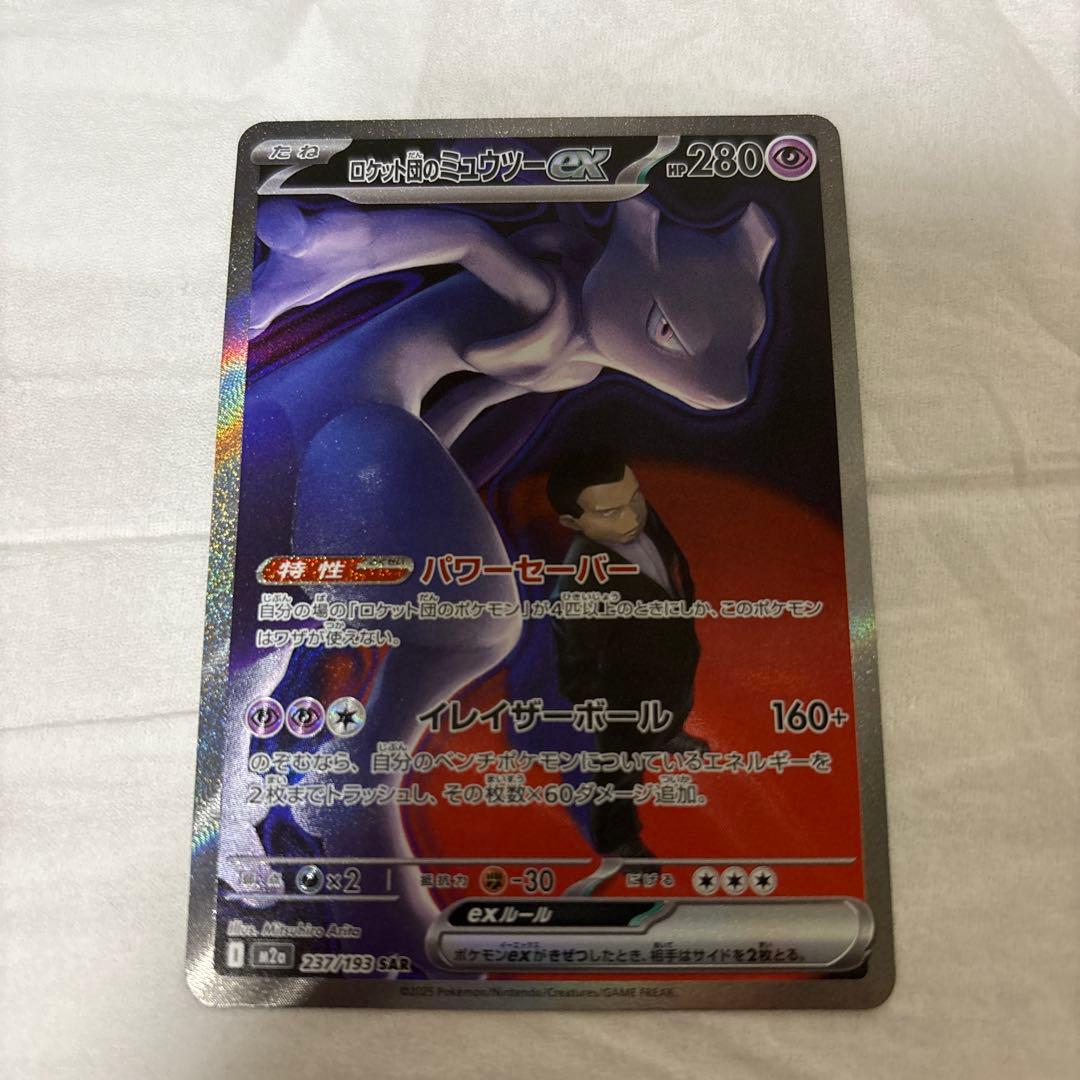 たね ロケット団のミュウツーex HP280
特性 パワーセーバー
自分の場の「ロケット団のポケモン」が4匹以上のときにしか、このポケモン
はワザが使えない。
イレイザーボール 160+
のぞむなら、自分のベンチポケモンについているエネルギーを
2枚までトラッシュし、その枚数×60ダメージ追加。
弱点 ×2 抵抗力 -30 にげる
exルール
ポケモンexがきぜつしたとき、相手はサイドを2枚とる。
Illus. Mitsuhiro Arita
I m2a 237/193 SAR
©2025 Pokémon/Nintendo/Creatures/GAME FREAK.